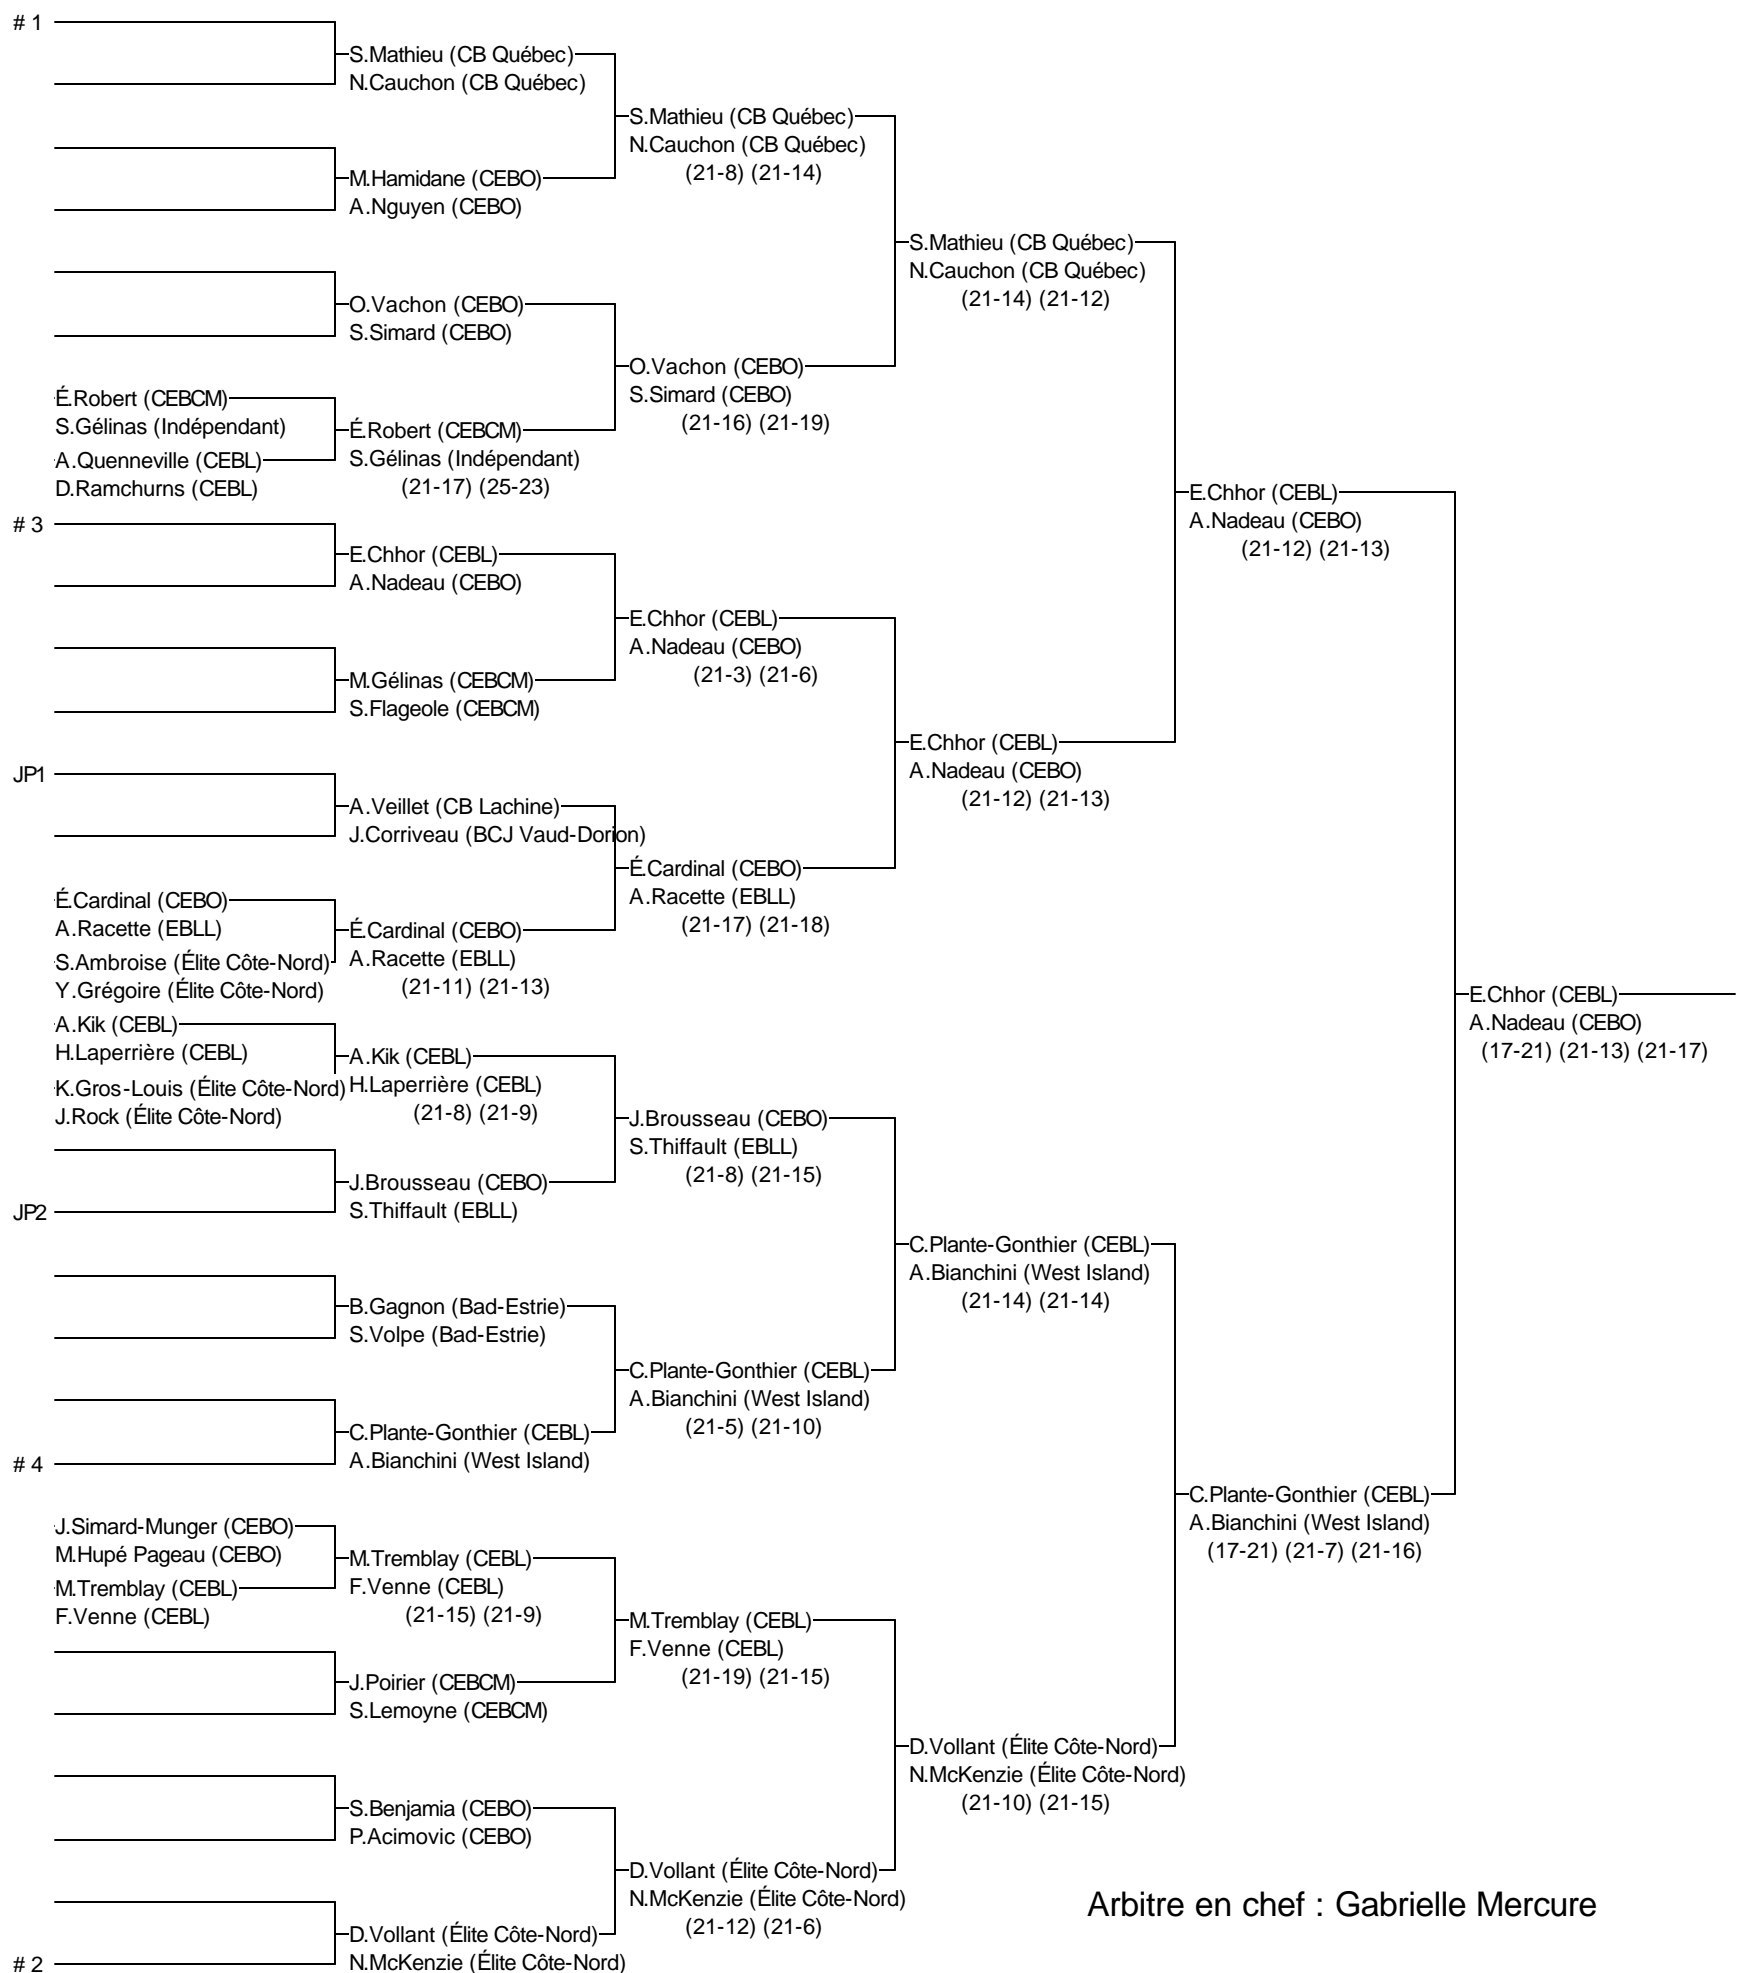 # 1
S.Mathieu (CB Québec)
N.Cauchon (CB Québec)
M.Hamidane (CEBO)
A.Nguyen (CEBO)
O.Vachon (CEBO)
S.Simard (CEBO)
É.Robert (CEBCM)
S.Gélinas (Indépendant)
A.Quenneville (CEBL)
D.Ramchurns (CEBL)
É.Robert (CEBCM)
S.Gélinas (Indépendant)
(21-17) (25-23)
S.Mathieu (CB Québec)
N.Cauchon (CB Québec)
(21-8) (21-14)
O.Vachon (CEBO)
S.Simard (CEBO)
(21-16) (21-19)
S.Mathieu (CB Québec)
N.Cauchon (CB Québec)
(21-14) (21-12)
# 3
E.Chhor (CEBL)
A.Nadeau (CEBO)
M.Gélinas (CEBCM)
S.Flageole (CEBCM)
E.Chhor (CEBL)
A.Nadeau (CEBO)
(21-3) (21-6)
JP1
A.Veillet (CB Lachine)
J.Corriveau (BCJ Vaud-Dorion)
É.Cardinal (CEBO)
A.Racette (EBLL)
S.Ambroise (Élite Côte-Nord)
Y.Grégoire (Élite Côte-Nord)
É.Cardinal (CEBO)
A.Racette (EBLL)
(21-11) (21-13)
É.Cardinal (CEBO)
A.Racette (EBLL)
(21-17) (21-18)
E.Chhor (CEBL)
A.Nadeau (CEBO)
(21-12) (21-13)
E.Chhor (CEBL)
A.Nadeau (CEBO)
(21-12) (21-13)
E.Chhor (CEBL)
A.Nadeau (CEBO)
(17-21) (21-13) (21-17)
A.Kik (CEBL)
H.Laperrière (CEBL)
K.Gros-Louis (Élite Côte-Nord)
J.Rock (Élite Côte-Nord)
A.Kik (CEBL)
H.Laperrière (CEBL)
(21-8) (21-9)
J.Brousseau (CEBO)
S.Thiffault (EBLL)
JP2
J.Brousseau (CEBO)
S.Thiffault (EBLL)
(21-8) (21-15)
B.Gagnon (Bad-Estrie)
S.Volpe (Bad-Estrie)
C.Plante-Gonthier (CEBL)
A.Bianchini (West Island)
# 4
C.Plante-Gonthier (CEBL)
A.Bianchini (West Island)
(21-5) (21-10)
C.Plante-Gonthier (CEBL)
A.Bianchini (West Island)
(21-14) (21-14)
J.Simard-Munger (CEBO)
M.Hupé Pageau (CEBO)
M.Tremblay (CEBL)
F.Venne (CEBL)
M.Tremblay (CEBL)
F.Venne (CEBL)
(21-15) (21-9)
J.Poirier (CEBCM)
S.Lemoyne (CEBCM)
M.Tremblay (CEBL)
F.Venne (CEBL)
(21-19) (21-15)
S.Benjamia (CEBO)
P.Acimovic (CEBO)
D.Vollant (Élite Côte-Nord)
N.McKenzie (Élite Côte-Nord)
# 2
D.Vollant (Élite Côte-Nord)
N.McKenzie (Élite Côte-Nord)
(21-12) (21-6)
D.Vollant (Élite Côte-Nord)
N.McKenzie (Élite Côte-Nord)
(21-10) (21-15)
C.Plante-Gonthier (CEBL)
A.Bianchini (West Island)
(17-21) (21-7) (21-16)
Arbitre en chef : Gabrielle Mercure